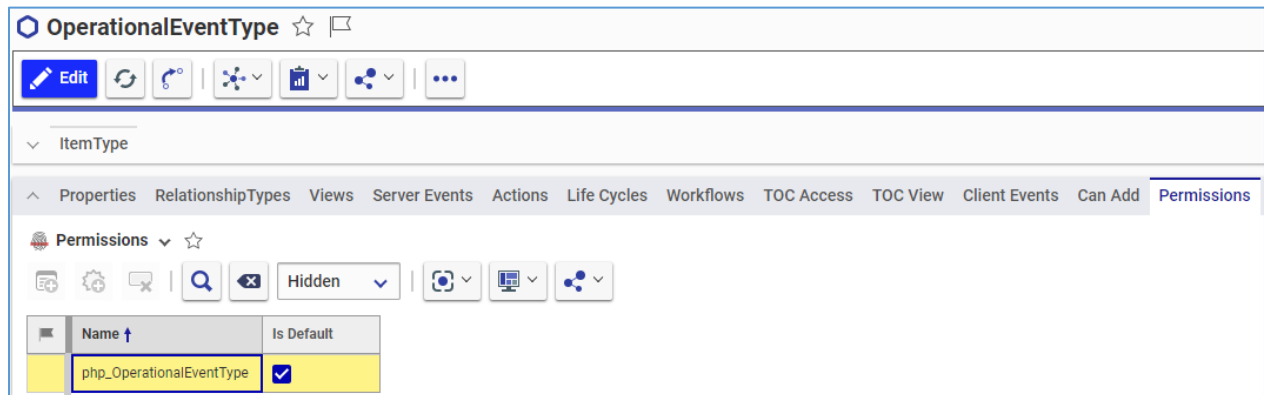 OperationalEventType
Edit
ItemType
Properties RelationshipTypes Views Server Events Actions Life Cycles Workflows TOC Access TOC View Client Events Can Add Permissions
Permissions
Hidden
Name Is Default
php_OperationalEventType